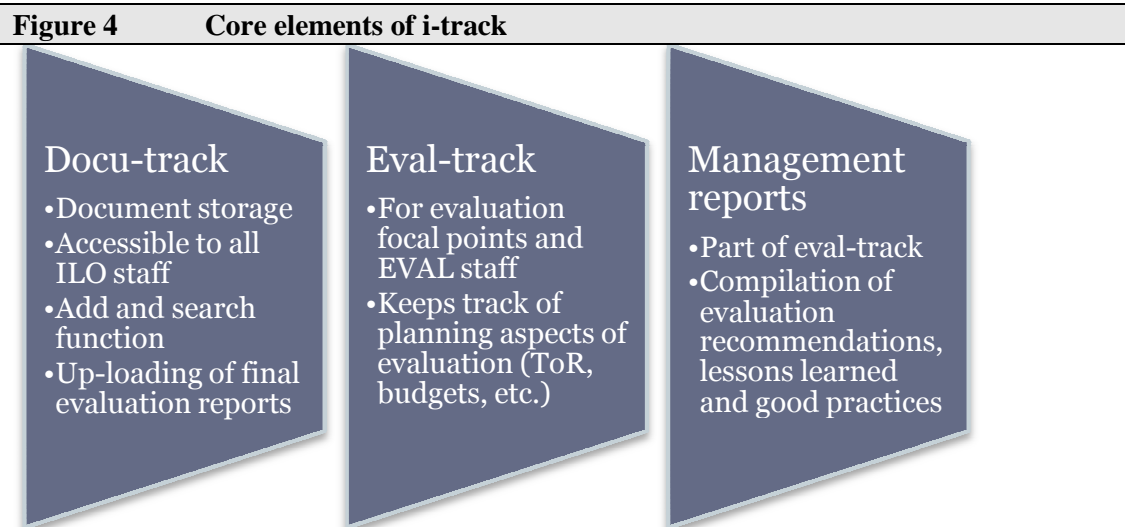 Figure 4 Core elements of i-track
Docu-track
•Document storage
•Accessible to all
ILO staff
•Add and search
function
•Up-loading of final
evaluation reports
Eval-track
•For evaluation
focal points and
EVAL staff
•Keeps track of
planning aspects of
evaluation (ToR,
budgets, etc.)
Management
reports
•Part of eval-track
•Compilation of
evaluation
recommendations,
lessons learned
and good practices